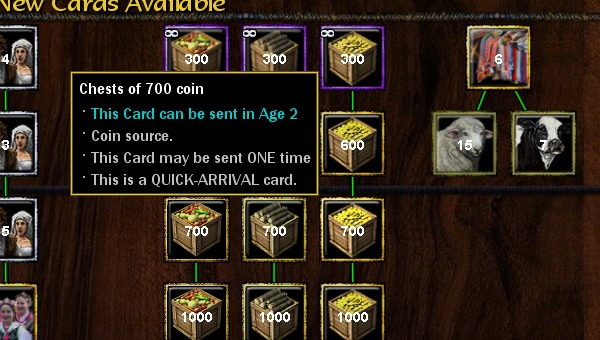 New Cards Available
4
300
300
300
6
Chests of 700 coin
· This Card can be sent in Age 2
· Coin source.
· This Card may be sent ONE time
· This is a QUICK-ARRIVAL card.
3
600
15
7
5
700
700
700
1000
1000
1000